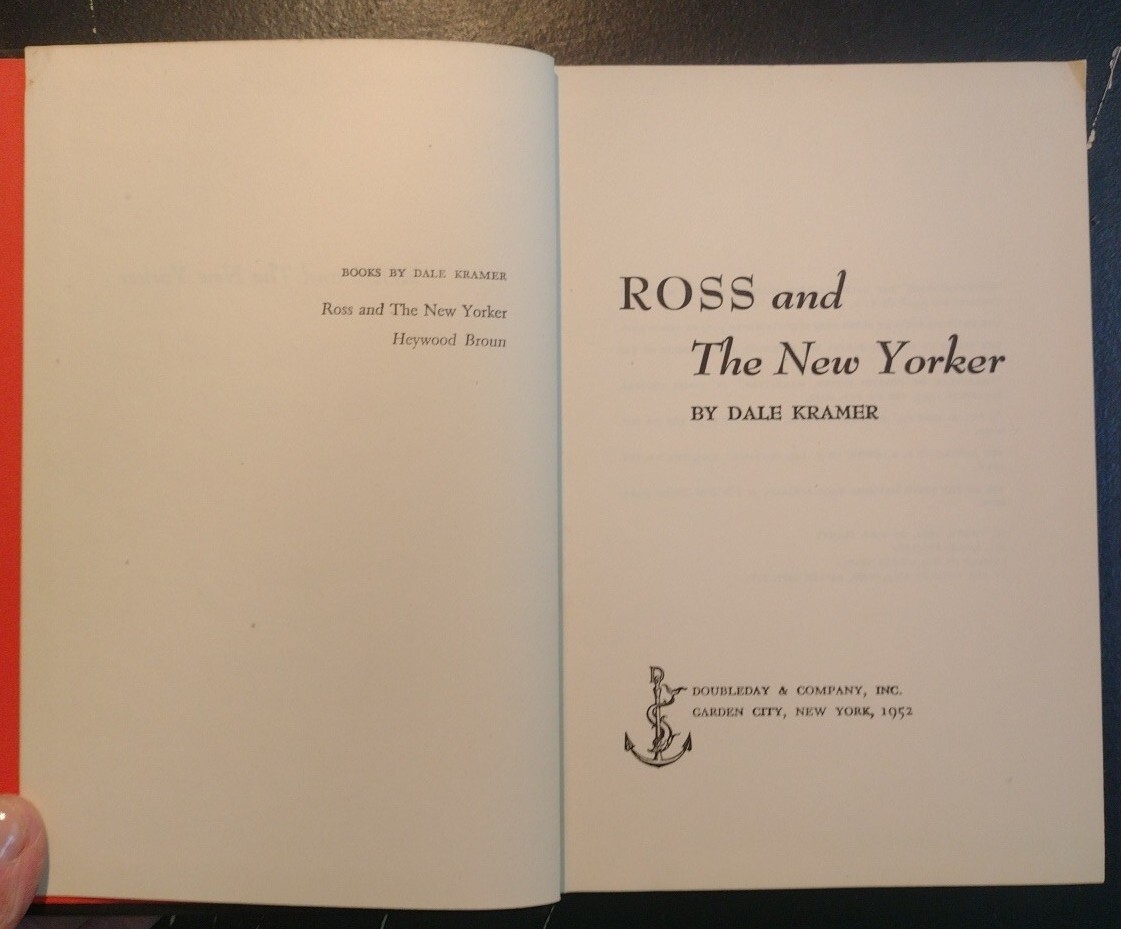 BOOKS BY DALE KRAMER
Ross and The New Yorker
Heywood Broun
ROSS and
The New Yorker
BY DALE KRAMER
D
DOUBLEDAY & COMPANY, INC.
GARDEN CITY, NEW YORK, 1952